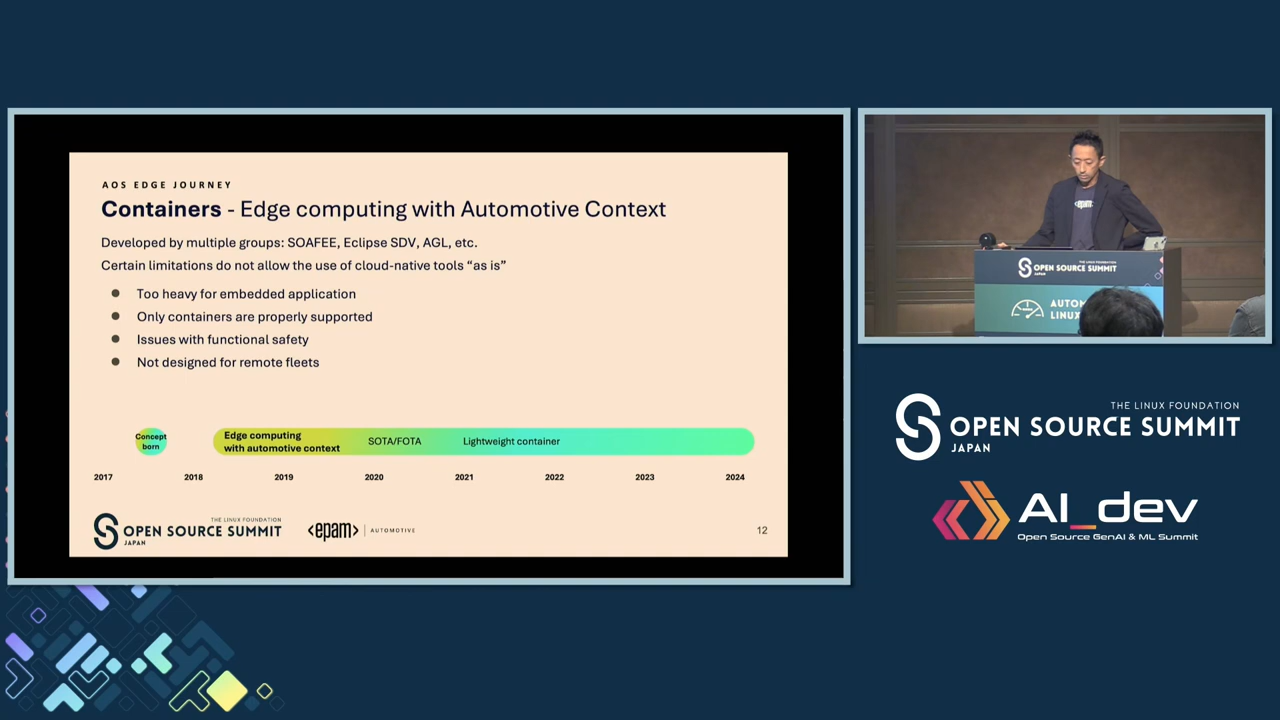 AOS EDGE JOURNEY
Containers - Edge computing with Automotive Context
Developed by multiple groups: SOAFEE, Eclipse SDV, AGL, etc.
Certain limitations do not allow the use of cloud-native tools “as is”
● Too heavy for embedded application
● Only containers are properly supported
● Issues with functional safety
● Not designed for remote fleets
Concept
born
Edge computing
with automotive context
SOTA/FOTA
Lightweight container
2017 2018 2019 2020 2021 2022 2023 2024
THE LINUX FOUNDATION
OPEN SOURCE SUMMIT
JAPAN
<epam> | AUTOMOTIVE
12
<epam>
THE LINUX FOUNDATION
OPEN SOURCE SUMMIT
JAPAN
LINUX
THE LINUX FOUNDATION
OPEN SOURCE SUMMIT
JAPAN
AI_dev
Open Source GenAI & ML Summit